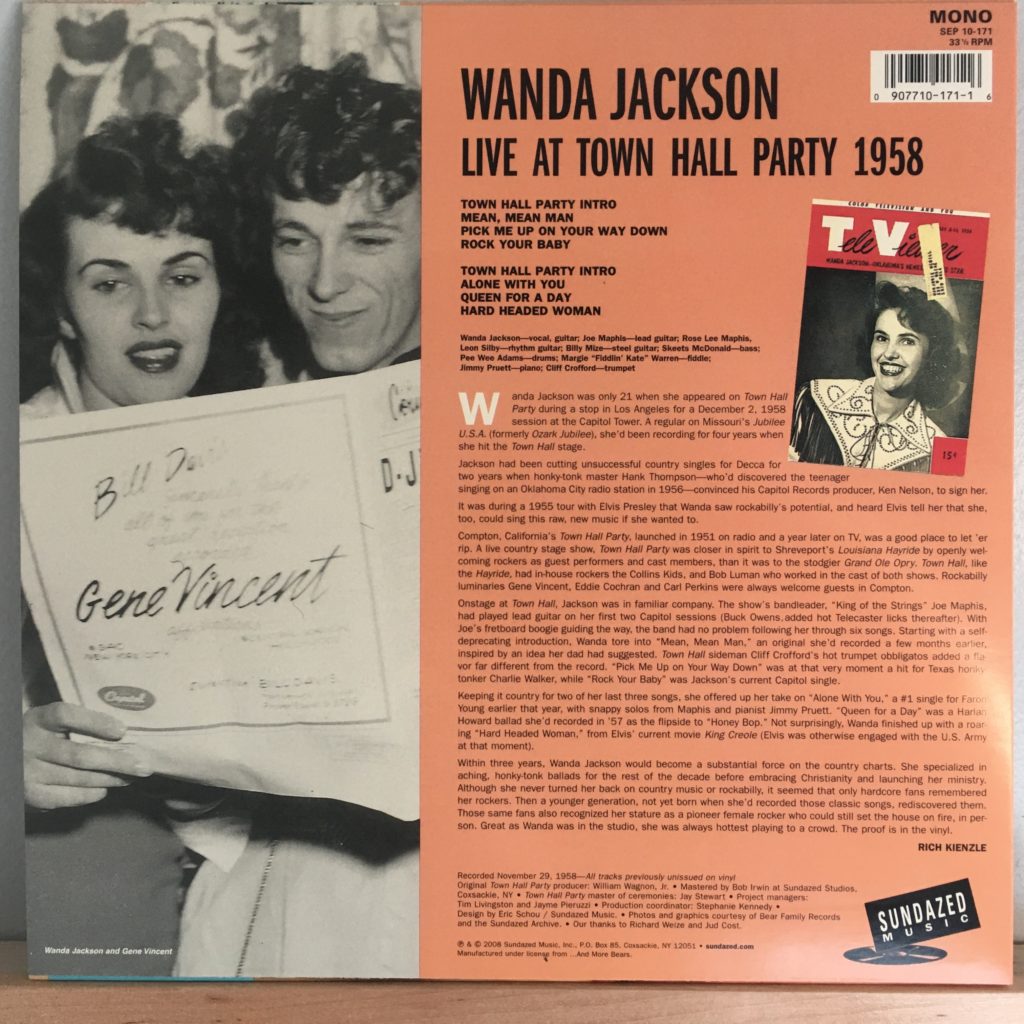 MONO
SEP 10-171
33 ⅓ RPM
0 907710-171-1 6
WANDA JACKSON
LIVE AT TOWN HALL PARTY 1958
TOWN HALL PARTY INTRO
MEAN, MEAN MAN
PICK ME UP ON YOUR WAY DOWN
ROCK YOUR BABY
TOWN HALL PARTY INTRO
ALONE WITH YOU
QUEEN FOR A DAY
HARD HEADED WOMAN
COLOR TELEVISION AND YOU
TeleViewer
WANDA JACKSON—OKLAHOMA'S
STAR
15¢
Wanda Jackson—vocal, guitar; Joe Maphis—lead guitar; Rose Lee Maphis,
Leon Silby—rhythm guitar; Billy Mize—steel guitar; Skeets McDonald—bass;
Pee Wee Adams—drums; Margie "Fiddlin' Kate" Warren—fiddle;
Jimmy Pruett—piano; Cliff Crofford—trumpet
Wanda Jackson was only 21 when she appeared on Town Hall
Party during a stop in Los Angeles for a December 2, 1958
session at the Capitol Tower. A regular on Missouri's Jubilee
U.S.A. (formerly Ozark Jubilee), she'd been recording for four years when
she hit the Town Hall stage.
Jackson had been cutting unsuccessful country singles for Decca for
two years when honky-tonk master Hank Thompson—who'd discovered the teenager
singing on an Oklahoma City radio station in 1956—convinced his Capitol Records producer, Ken Nelson, to sign her.
It was during a 1955 tour with Elvis Presley that Wanda saw rockabilly's potential, and heard Elvis tell her that she,
too, could sing this raw, new music if she wanted to.
Compton, California's Town Hall Party, launched in 1951 on radio and a year later on TV, was a good place to let 'er
rip. A live country stage show, Town Hall Party was closer in spirit to Shreveport's Louisiana Hayride by openly wel-
coming rockers as guest performers and cast members, than it was to the stodgier Grand Ole Opry. Town Hall, like
the Hayride, had in-house rockers the Collins Kids, and Bob Luman who worked in the cast of both shows. Rockabilly
luminaries Gene Vincent, Eddie Cochran and Carl Perkins were always welcome guests in Compton.
Onstage at Town Hall, Jackson was in familiar company. The show's bandleader, "King of the Strings" Joe Maphis,
had played lead guitar on her first two Capitol sessions (Buck Owens added hot Telecaster licks thereafter). With
Joe's fretboard boogie guiding the way, the band had no problem following her through six songs. Starting with a self-
deprecating introduction, Wanda tore into "Mean, Mean Man," an original she'd recorded a few months earlier,
inspired by an idea her dad had suggested. Town Hall sideman Cliff Crofford's hot trumpet obbligatos added a fla-
vor far different from the record. "Pick Me Up on Your Way Down" was at that very moment a hit for Texas honky-
tonker Charlie Walker, while "Rock Your Baby" was Jackson's current Capitol single.
Keeping it country for two of her last three songs, she offered up her take on "Alone With You," a #1 single for Faron
Young earlier that year, with snappy solos from Maphis and pianist Jimmy Pruett. "Queen for a Day" was a Harlan
Howard ballad she'd recorded in '57 as the flipside to "Honey Bop." Not surprisingly, Wanda finished up with a roar-
ing "Hard Headed Woman," from Elvis' current movie King Creole (Elvis was otherwise engaged with the U.S. Army
at that moment).
Within three years, Wanda Jackson would become a substantial force on the country charts. She specialized in
aching, honky-tonk ballads for the rest of the decade before embracing Christianity and launching her ministry.
Although she never turned her back on country music or rockabilly, it seemed that only hardcore fans remembered
her rockers. Then a younger generation, not yet born when she'd recorded those classic songs, rediscovered them.
Those same fans also recognized her stature as a pioneer female rocker who could still set the house on fire, in per-
son. Great as Wanda was in the studio, she was always hottest playing to a crowd. The proof is in the vinyl.
RICH KIENZLE
Recorded November 29, 1958—All tracks previously unissued on vinyl
Original Town Hall Party producer: William Wagnon, Jr. • Mastered by Bob Irwin at Sundazed Studios,
Coxsackie, NY • Town Hall Party master of ceremonies: Jay Stewart • Project managers:
Tim Livingston and Jayme Pieruzzi • Production coordinator: Stephanie Kennedy •
Design by Eric Schou / Sundazed Music. • Photos and graphics courtesy of Bear Family Records
and the Sundazed Archive. • Our thanks to Richard Weize and Jud Cost.
℗ & © 2008 Sundazed Music, Inc., P.O. Box 85, Coxsackie, NY 12051 • sundazed.com
Manufactured under license from ...And More Bears.
SUNDAZED
MUSIC
Bill Davis
Gene Vincent
NEW YORK CITY
Capitol
BILL DAVIS
D-J
Wanda Jackson and Gene Vincent